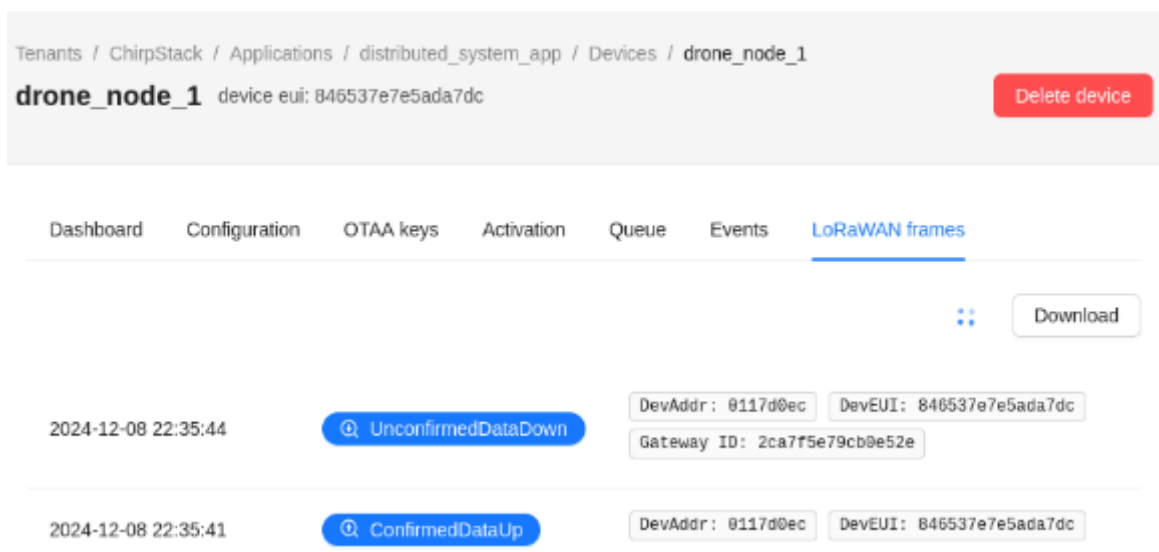 Tenants / ChirpStack / Applications / distributed_system_app / Devices / drone_node_1
drone_node_1 device eui: 846537e7e5ada7dc
Delete device
Dashboard Configuration OTAA keys Activation Queue Events LoRaWAN frames
Download
2024-12-08 22:35:44 UnconfirmedDataDown DevAddr: 0117d0ec DevEUI: 846537e7e5ada7dc
Gateway ID: 2ca7f5e79cb0e52e
2024-12-08 22:35:41 ConfirmedDataUp DevAddr: 0117d0ec DevEUI: 846537e7e5ada7dc